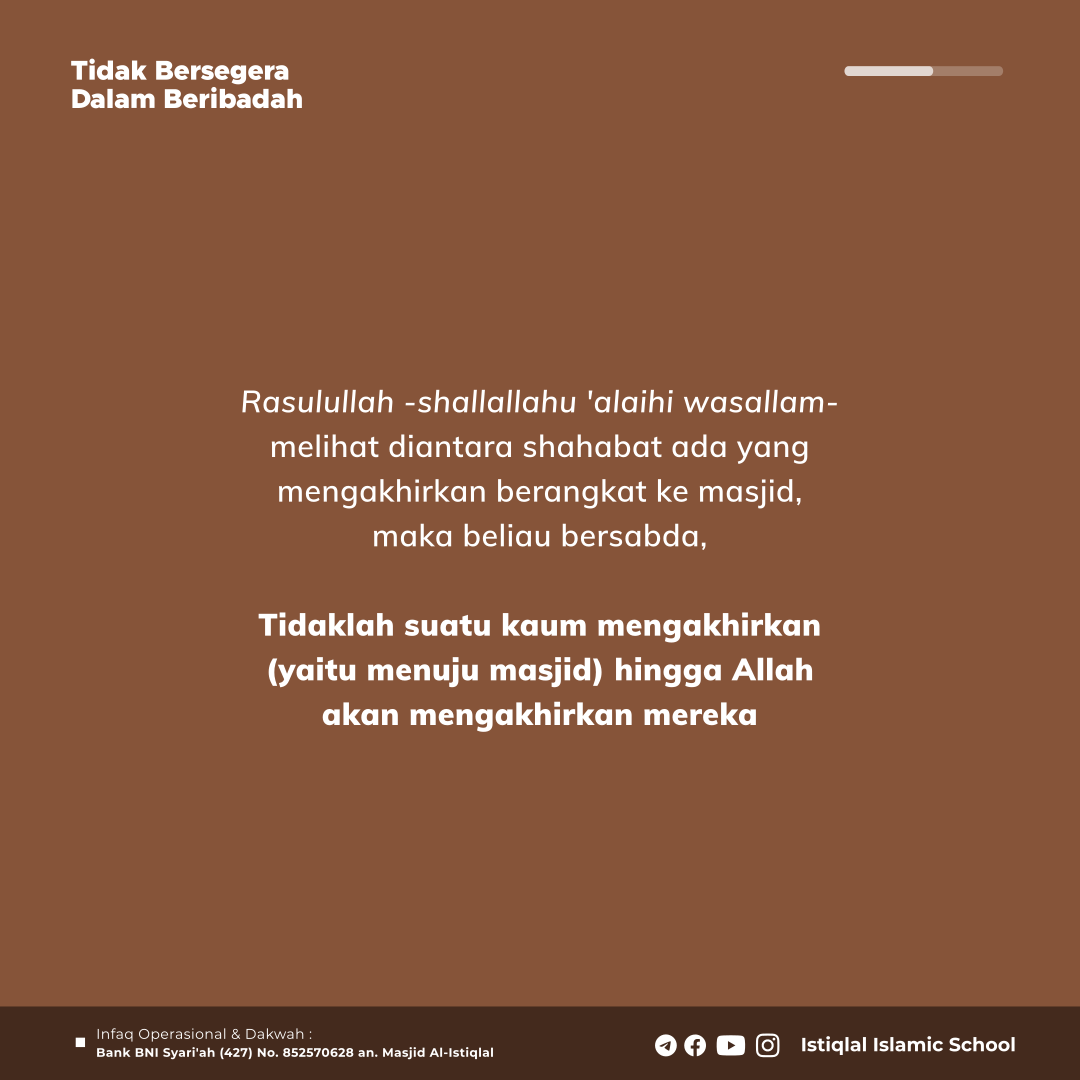 Tidak Bersegera
Dalam Beribadah
Rasulullah -shallallahu 'alaihi wasallam-
melihat diantara shahabat ada yang
mengakhirkan berangkat ke masjid,
maka beliau bersabda,
Tidaklah suatu kaum mengakhirkan
(yaitu menuju masjid) hingga Allah
akan mengakhirkan mereka
Infaq Operasional & Dakwah :
Bank BNI Syari'ah (427) No. 852570628 an. Masjid Al-Istiqlal
Istiqlal Islamic School